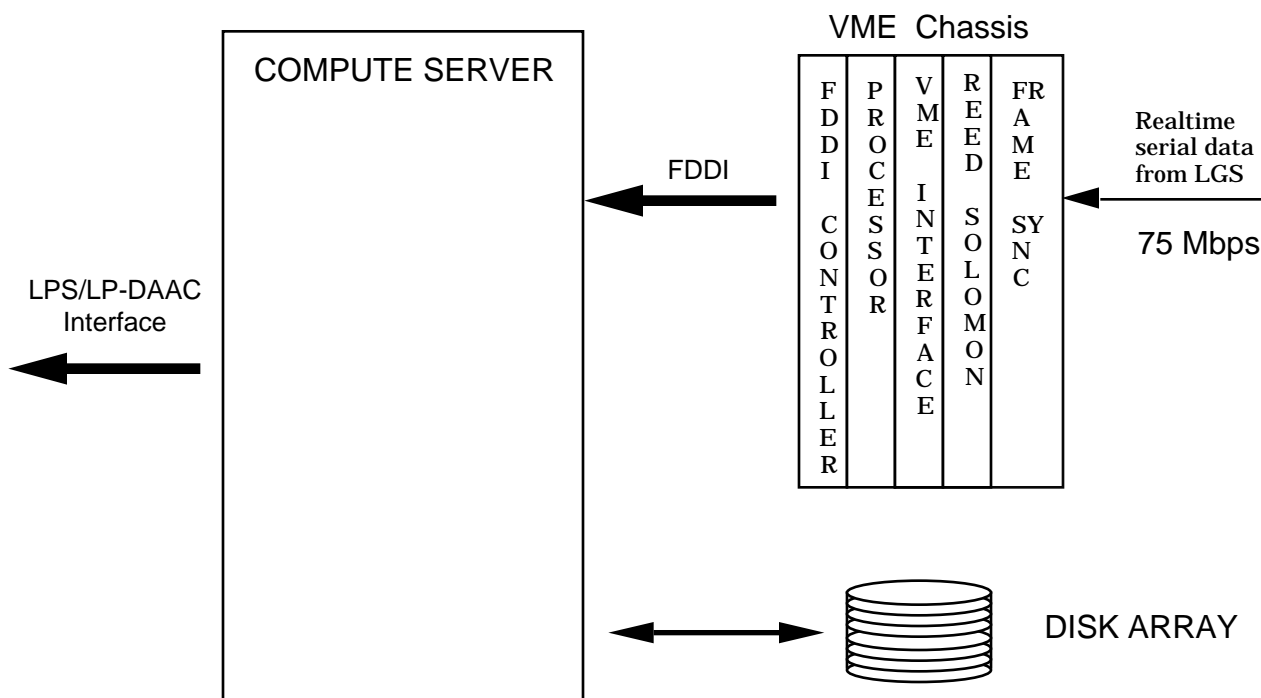 VME Chassis
COMPUTE SERVER
FDDI CONTROLLER
PROCESSOR
VME INTERFACE
REED SOLOMON
FRAME SYNC
Realtime
serial data
from LGS
75 Mbps
FDDI
LPS/LP-DAAC
Interface
DISK ARRAY